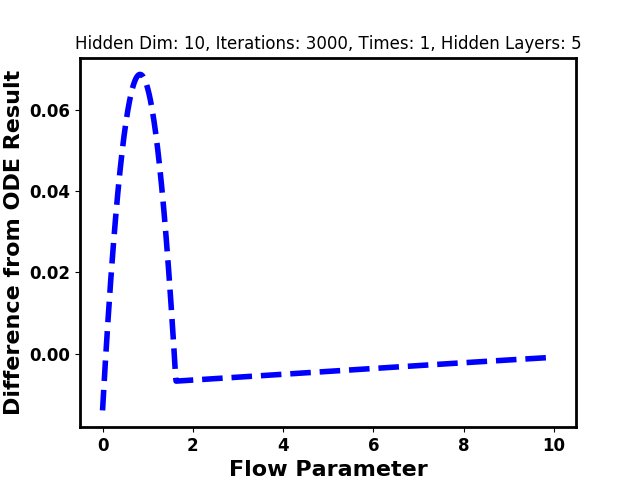 Hidden Dim: 10, Iterations: 3000, Times: 1, Hidden Layers: 5
Difference from ODE Result
0.06
0.04
0.02
0.00
0 2 4 6 8 10
Flow Parameter